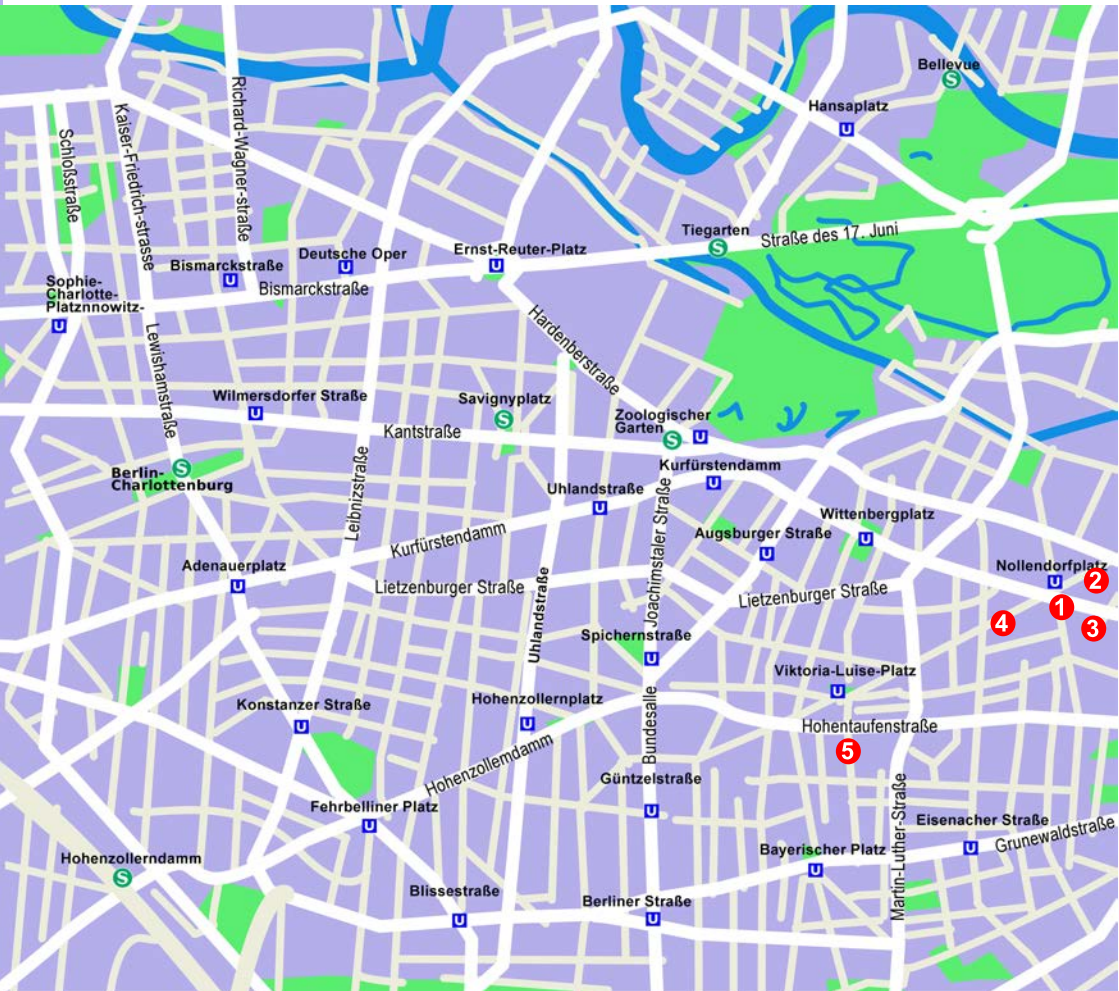 Bellevue
S
Hansaplatz
U
Richard-Wagner-straße
Kaiser-Friedrich-strasse
Schloßstraße
Tiegarten
S
Straße des 17. Juni
Deutsche Oper
U
Ernst-Reuter-Platz
U
Bismarckstraße
U
Bismarckstraße
Sophie-
Charlotte-
Platznnowitz-
U
Hardenberstraße
Lewishamstraße
Wilmersdorfer Straße
U
Savignyplatz
S
Kantstraße
Zoologischer
Garten
S
U
Berlin-
Charlottenburg
S
Leibnizstraße
Kurfürstendamm
U
Uhlandstraße
U
Joachimstaler Straße
Wittenbergplatz
U
Augsburger Straße
U
Kurfürstendamm
Adenauerplatz
U
Lietzenburger Straße
Lietzenburger Straße
Nollendorfplatz
U
2
1
3
4
Uhlandstraße
Spichernstraße
U
Viktoria-Luise-Platz
U
Konstanzer Straße
U
Hohenzollernplatz
U
Bundesalle
Hohentaufenstraße
5
Hohenzollerndamm
Güntzelstraße
U
Martin-Luther-Straße
Fehrbelliner Platz
U
Eisenacher Straße
U
Grunewaldstraße
Bayerischer Platz
U
Hohenzollerndamm
S
Blissestraße
U
Berliner Straße
U